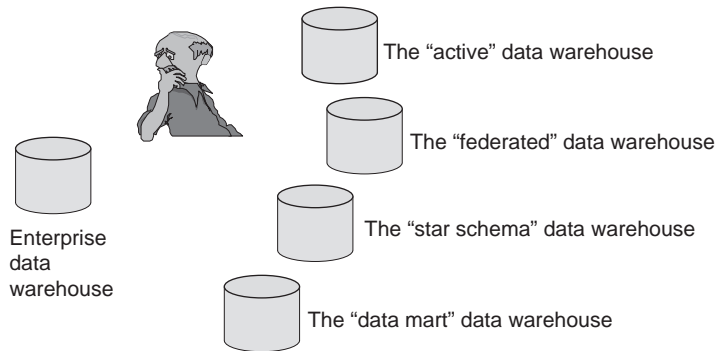 The “active” data warehouse
The “federated” data warehouse
The “star schema” data warehouse
Enterprise
data
warehouse
The “data mart” data warehouse